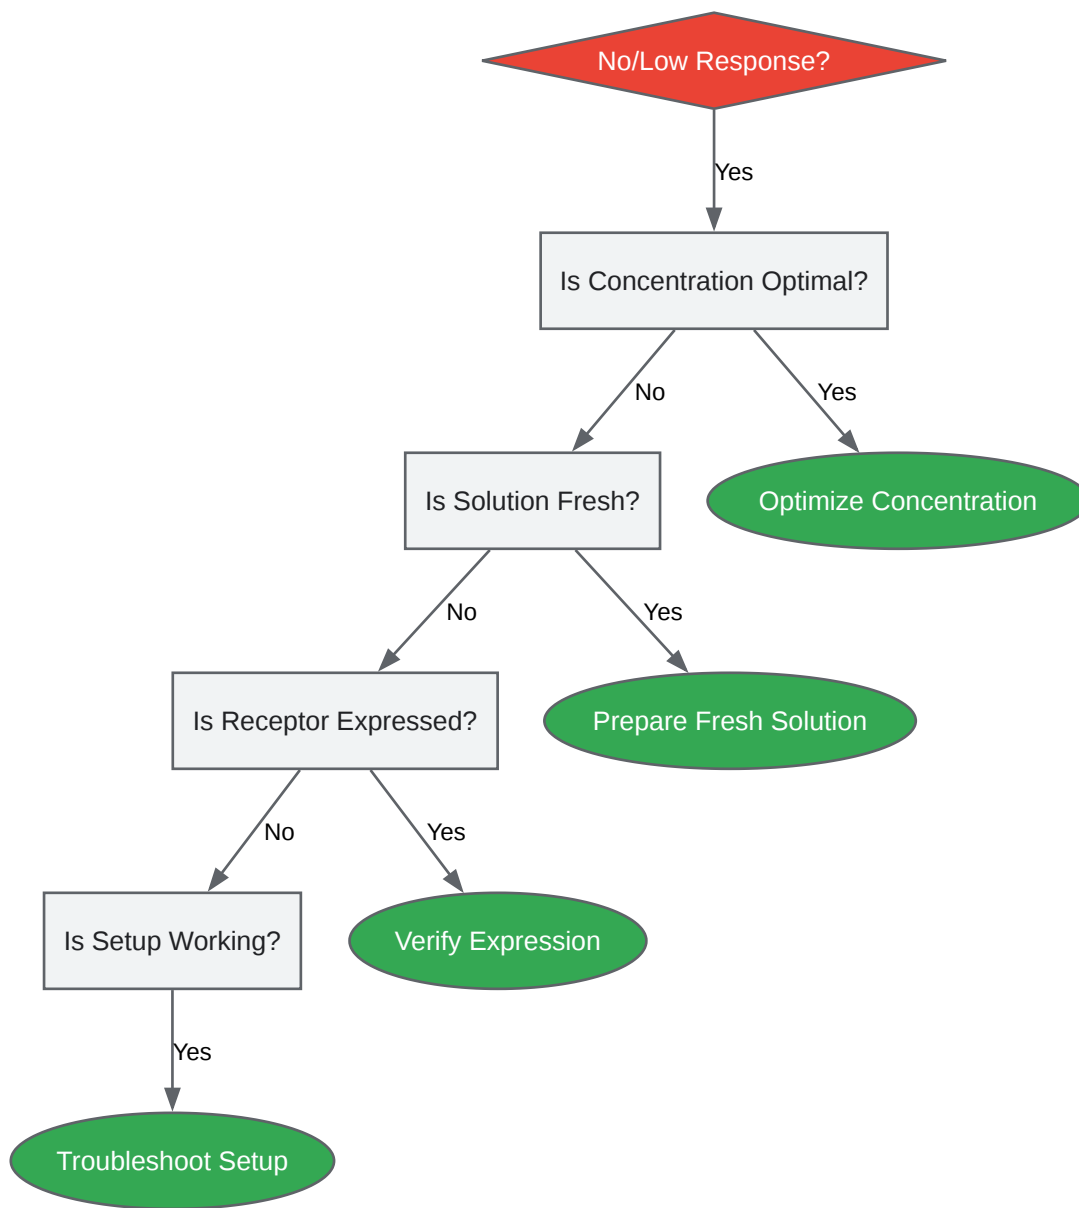 No/Low Response?
Yes
Is Concentration Optimal?
No
Yes
Is Solution Fresh?
Optimize Concentration
No
Yes
Is Receptor Expressed?
Prepare Fresh Solution
No
Yes
Is Setup Working?
Verify Expression
Yes
Troubleshoot Setup